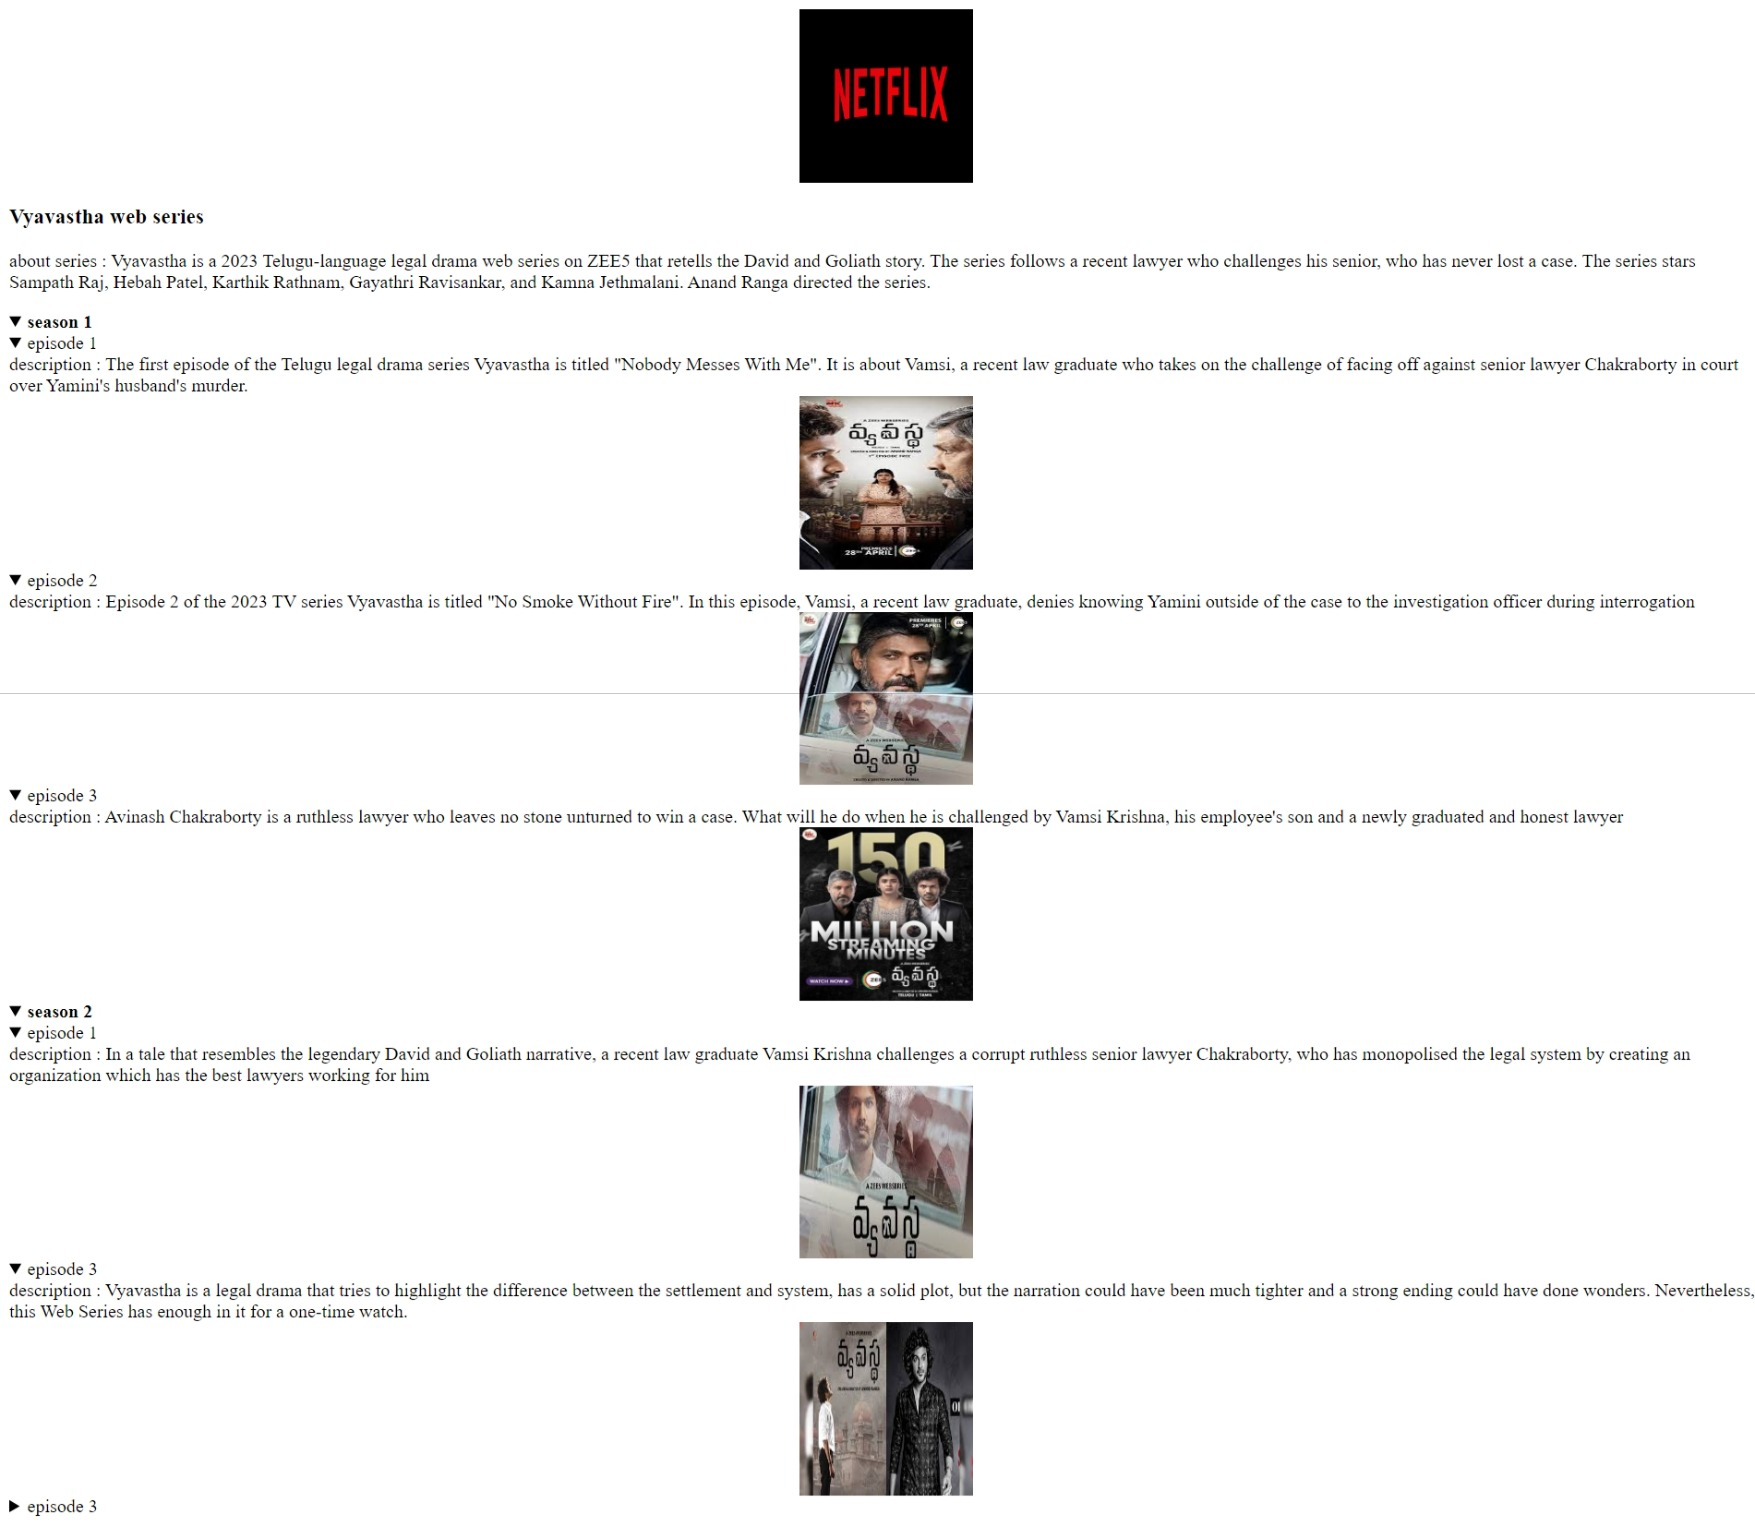 NETFLIX
Vyavastha web series
about series : Vyavastha is a 2023 Telugu-language legal drama web series on ZEE5 that retells the David and Goliath story. The series follows a recent lawyer who challenges his senior, who has never lost a case. The series stars
Sampath Raj, Hebah Patel, Karthik Rathnam, Gayathri Ravisankar, and Kamna Jethmalani. Anand Ranga directed the series.
▼ season 1
▼ episode 1
description : The first episode of the Telugu legal drama series Vyavastha is titled "Nobody Messes With Me". It is about Vamsi, a recent law graduate who takes on the challenge of facing off against senior lawyer Chakraborty in court
over Yamini's husband's murder.
వ్యవస్థ
PREMIERES
28TH APRIL
▼ episode 2
description : Episode 2 of the 2023 TV series Vyavastha is titled "No Smoke Without Fire". In this episode, Vamsi, a recent law graduate, denies knowing Yamini outside of the case to the investigation officer during interrogation
PREMIERES
28TH APRIL
వ్యవస్థ
▼ episode 3
description : Avinash Chakraborty is a ruthless lawyer who leaves no stone unturned to win a case. What will he do when he is challenged by Vamsi Krishna, his employee's son and a newly graduated and honest lawyer
150
MILLION
STREAMING
MINUTES
WATCH NOW
వ్యవస్థ
TELUGU | TAMIL
▼ season 2
▼ episode 1
description : In a tale that resembles the legendary David and Goliath narrative, a recent law graduate Vamsi Krishna challenges a corrupt ruthless senior lawyer Chakraborty, who has monopolised the legal system by creating an
organization which has the best lawyers working for him
A ZEE5 WEBSERIES
వ్యవస్థ
▼ episode 3
description : Vyavastha is a legal drama that tries to highlight the difference between the settlement and system, has a solid plot, but the narration could have been much tighter and a strong ending could have done wonders. Nevertheless,
this Web Series has enough in it for a one-time watch.
వ్యవస్థ
▶ episode 3